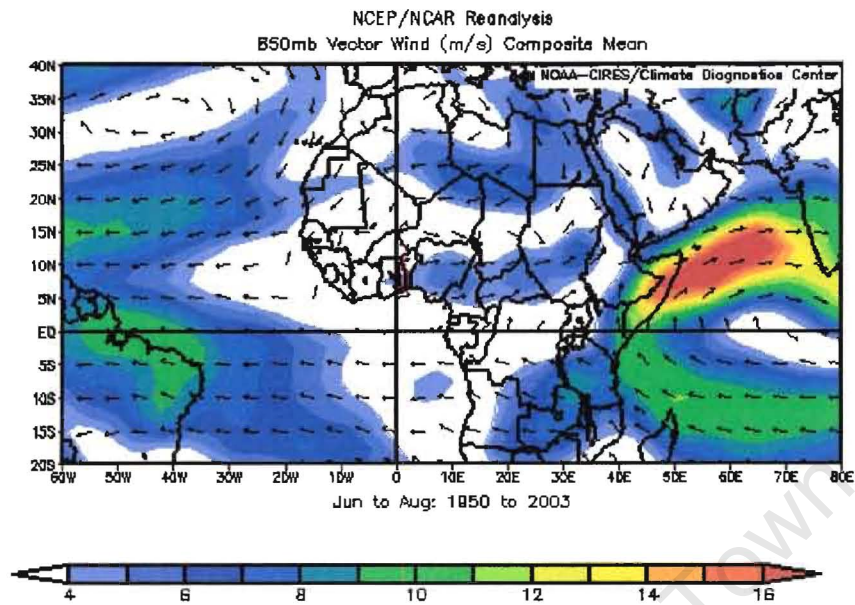 NCEP/NCAR Reanalysis
850mb Vector Wind (m/s) Composite Mean
NOAA-CIRES/Climate Diagnostics Center
40N
35N
30N
25N
20N
15N
10N
5N
EQ
5S
10S
15S
20S
60W 50W 40W 30W 20W 10W 0 10E 20E 30E 40E 50E 60E 70E 80E
Jun to Aug: 1950 to 2003
4 6 8 10 12 14 16
Town